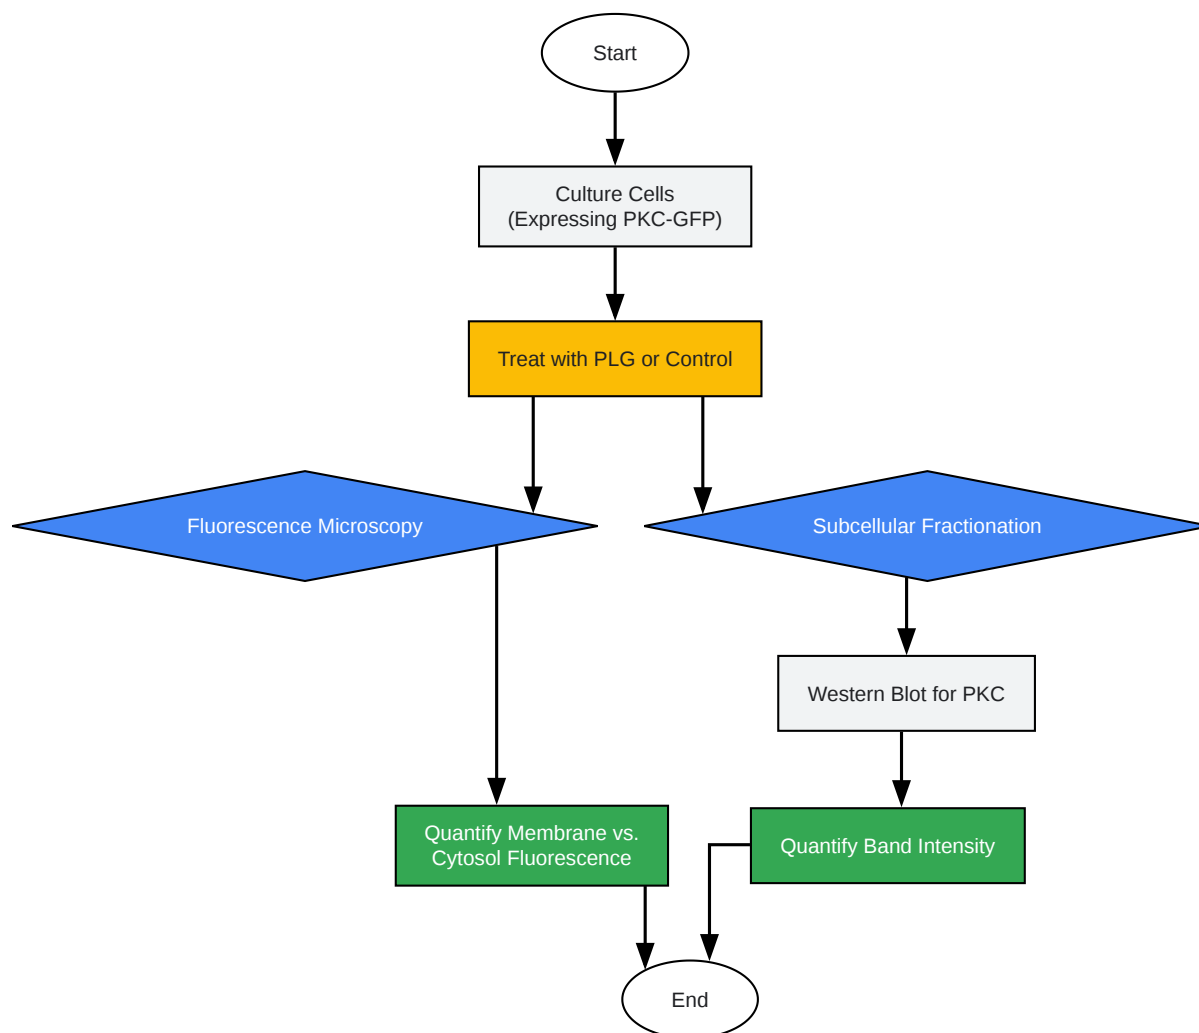 Start
Culture Cells
(Expressing PKC-GFP)
Treat with PLG or Control
Fluorescence Microscopy
Subcellular Fractionation
Western Blot for PKC
Quantify Membrane vs.
Cytosol Fluorescence
Quantify Band Intensity
End